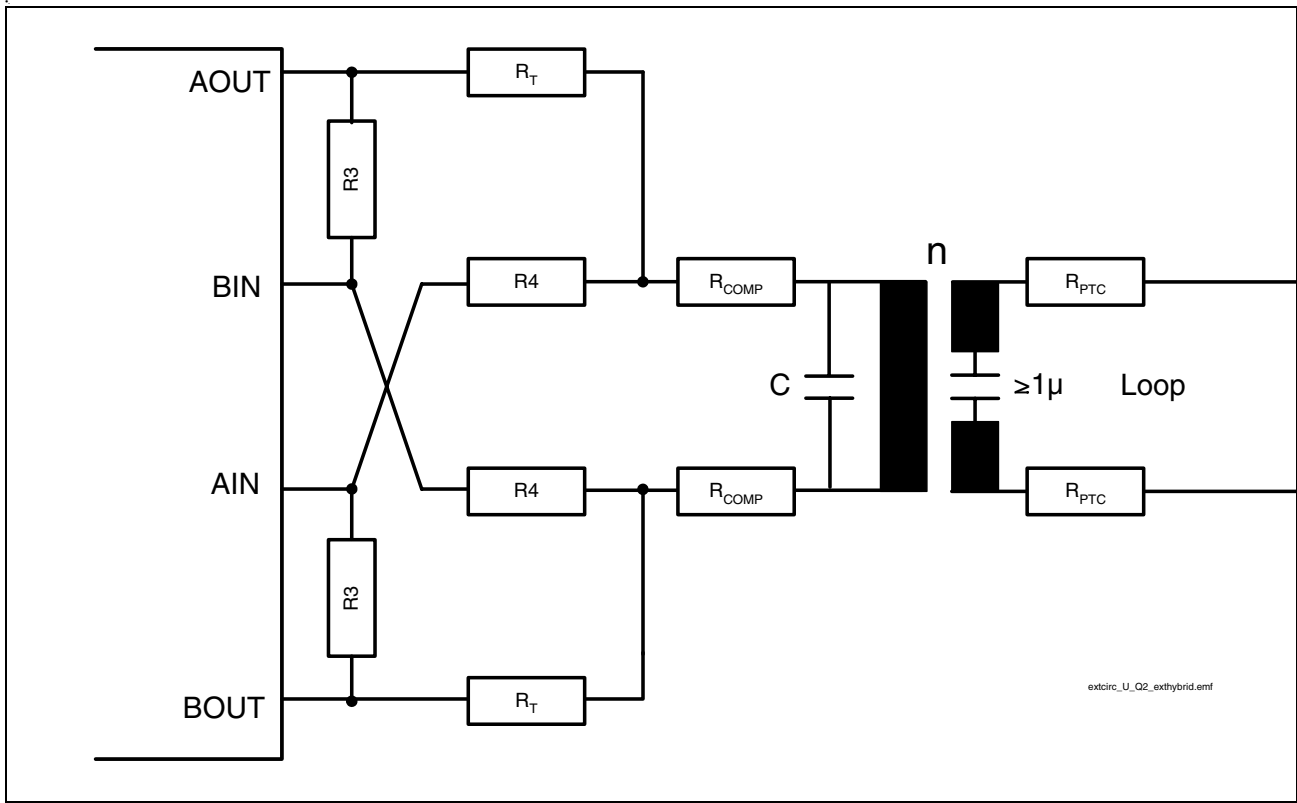 AOUT
R_T
R3
n
BIN
R4
R_COMP
R_PTC
C
≥1μ
Loop
AIN
R4
R_COMP
R_PTC
R3
extcirc_U_Q2_exthybrid.emf
BOUT
R_T